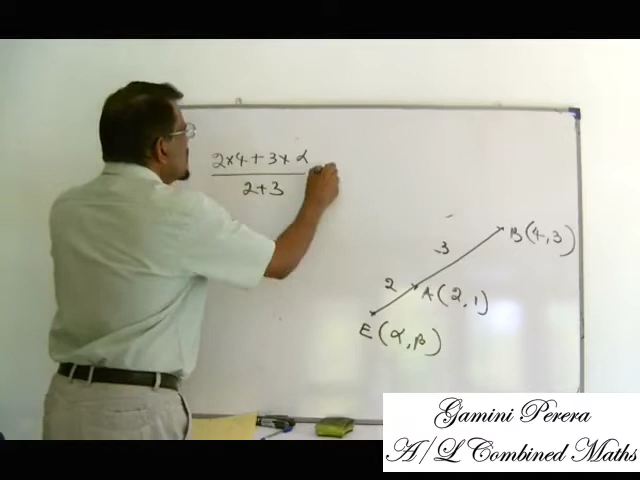 2×4 + 3×α
2+3
3
B(4,3)
2
A(2,1)
E(α,β)
Gamini Perera
A/L Combined Maths